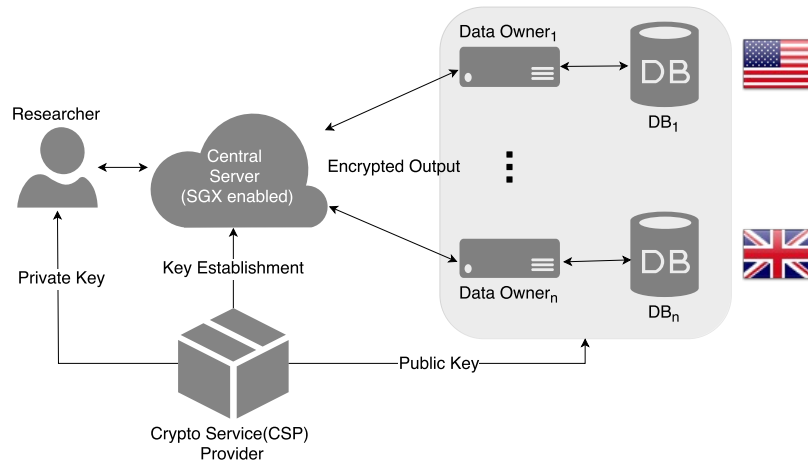 Data Owner1
DB
DB1
Researcher
Central
Server
(SGX enabled)
Encrypted Output
Private Key
Key Establishment
DB
Data Ownern
DBn
Public Key
Crypto Service(CSP)
Provider